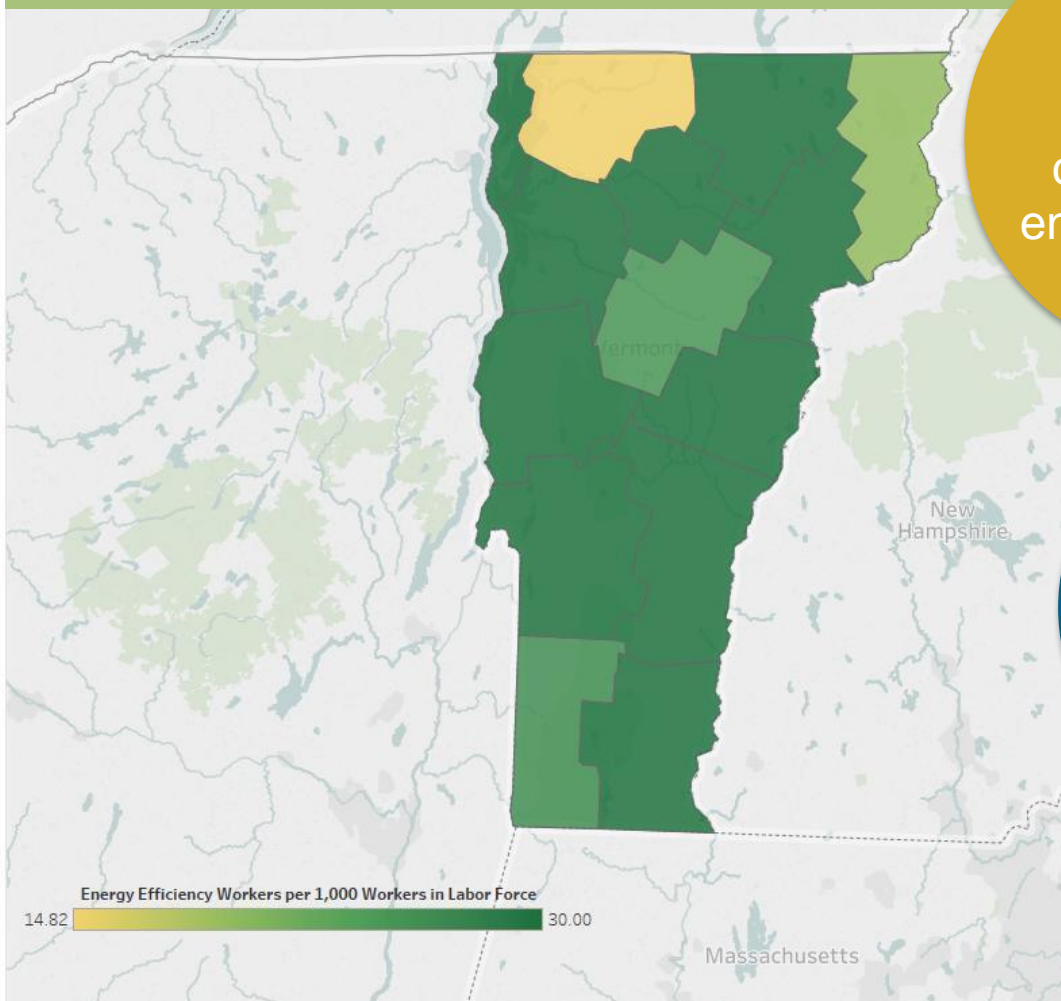 Vermont
New
Hampshire
Energy Efficiency Workers per 1,000 Workers in Labor Force
14.82
30.00
Massachusetts